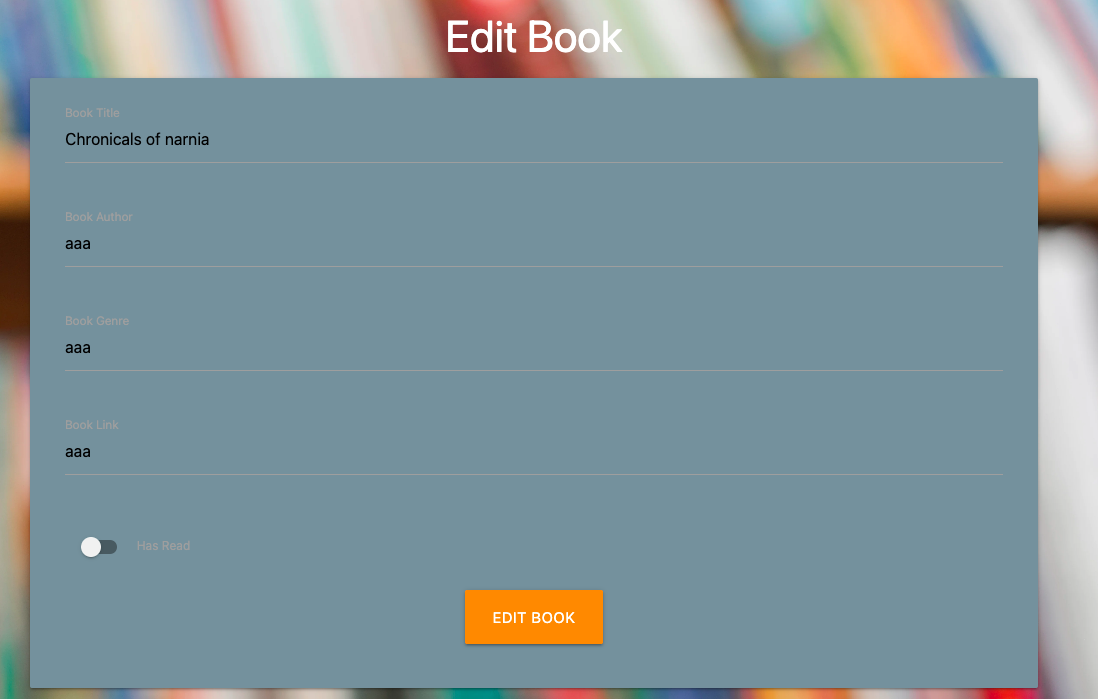 Edit Book
Book Title
Chronicals of narnia
Book Author
aaa
Book Genre
aaa
Book Link
aaa
Has Read
EDIT BOOK